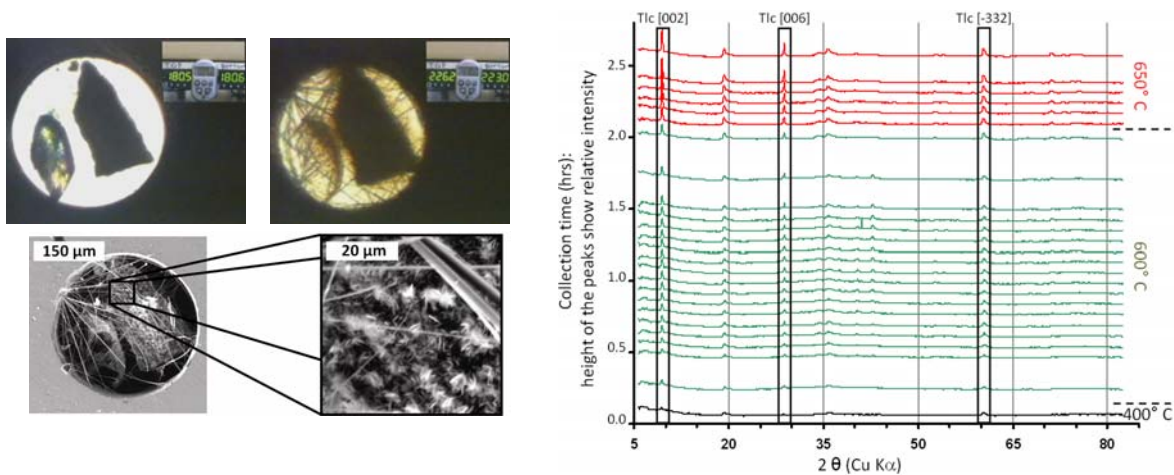 1805
1806
2262
2230
150 µm
20 µm
Tlc [002]
Tlc [006]
Tlc [-332]
Collection time (hrs):
height of the peaks show relative intensity
2.5
2.0
1.5
1.0
0.5
0.0
650° C
600° C
400° C
5
20
35
50
65
80
2 θ (Cu Kα)